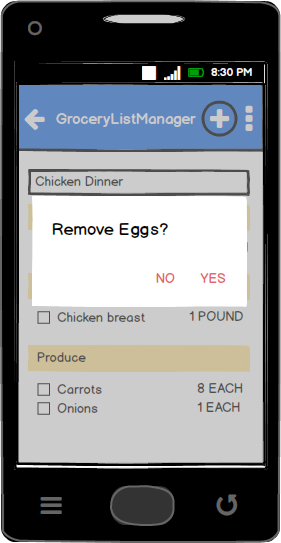 8:30 PM
GroceryListManager
Chicken Dinner
Remove Eggs?
NO YES
Chicken breast 1 POUND
Produce
Carrots 8 EACH
Onions 1 EACH